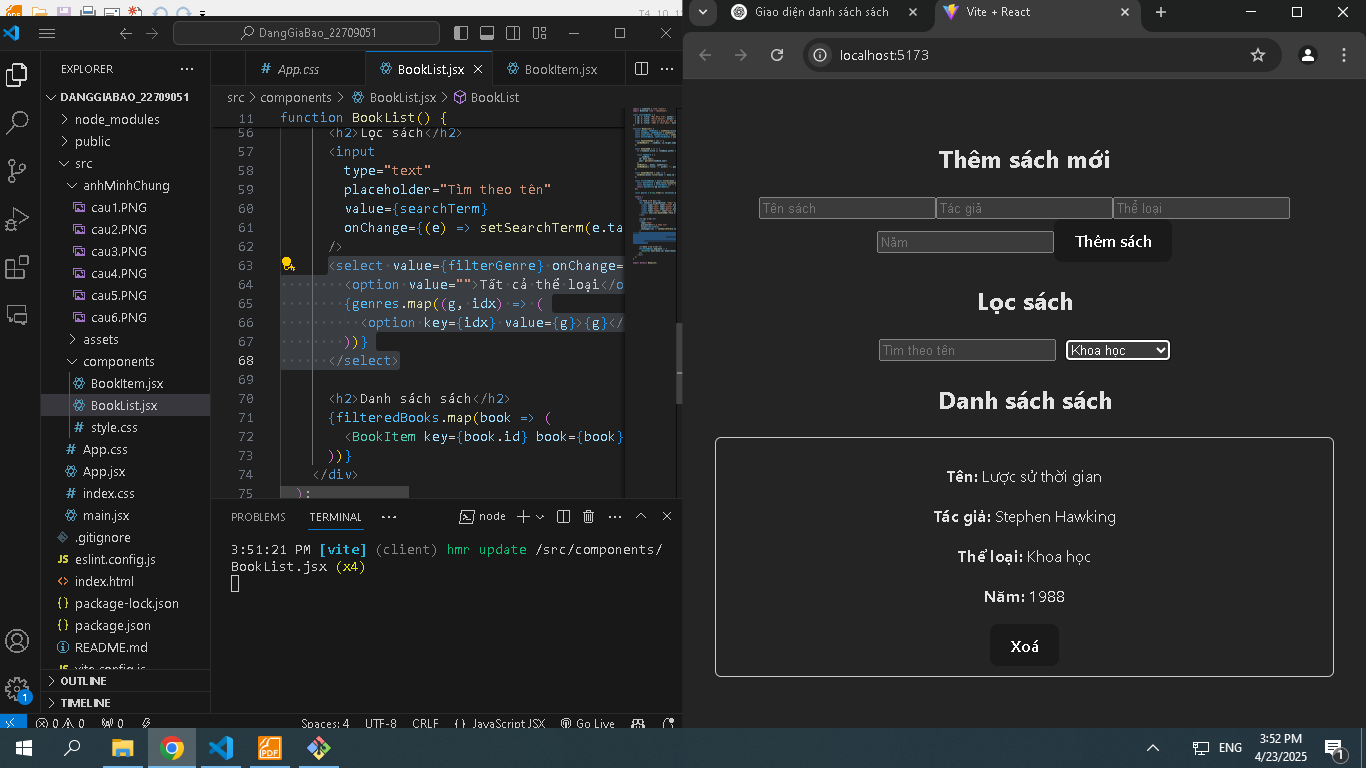 T4 10 1
DangGiaBao_22709051
EXPLORER
DANGGIABAO_22709051
node_modules
public
src
anhMinhChung
cau1.PNG
cau2.PNG
cau3.PNG
cau4.PNG
cau5.PNG
cau6.PNG
assets
components
BookItem.jsx
BookList.jsx
style.css
App.css
App.jsx
index.css
main.jsx
.gitignore
eslint.config.js
index.html
package-lock.json
package.json
README.md
vite.config.js
OUTLINE
TIMELINE
App.css
BookList.jsx
BookItem.jsx
src > components > BookList.jsx > BookList
11 function BookList() {
56 <h2>Lọc sách</h2>
57 <input
58 type="text"
59 placeholder="Tìm theo tên"
60 value={searchTerm}
61 onChange={(e) => setSearchTerm(e.ta
62 />
63 <select value={filterGenre} onChange=
64 <option value="">Tất cả thể loại</o
65 {genres.map((g, idx) => (
66 <option key={idx} value={g}>{g}</
67 ))}
68 </select>
69
70 <h2>Danh sách sách</h2>
71 {filteredBooks.map(book => (
72 <BookItem key={book.id} book={book}
73 ))}
74 </div>
75 );
PROBLEMS
TERMINAL
node
3:51:21 PM [vite] (client) hmr update /src/components/
BookList.jsx (x4)
0 0 0 Spaces: 4 UTF-8 CRLF {} JavaScript JSX Go Live
Giao diện danh sách sách
Vite + React
localhost:5173
Thêm sách mới
Tên sách
Tác giả
Thể loại
Năm
Thêm sách
Lọc sách
Tìm theo tên
Khoa học
Danh sách sách
Tên: Lược sử thời gian
Tác giả: Stephen Hawking
Thể loại: Khoa học
Năm: 1988
Xoá
PDF
ENG
3:52 PM
4/23/2025
1
1